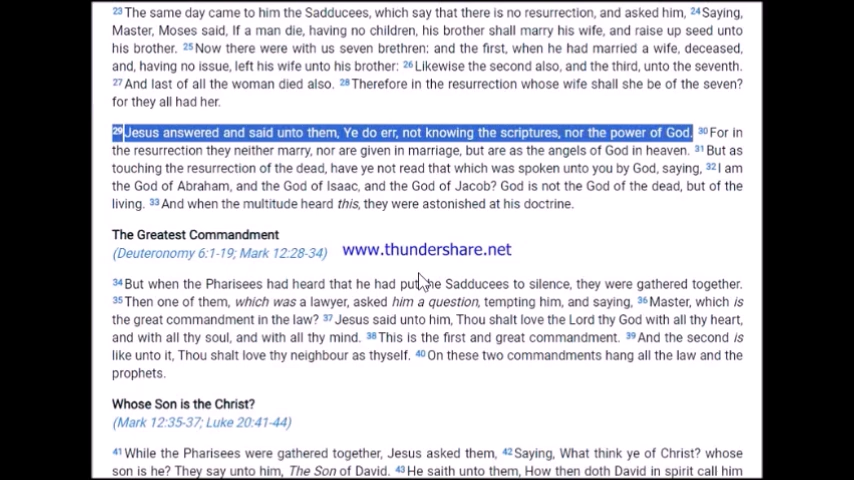 23 The same day came to him the Sadducees, which say that there is no resurrection, and asked him, 24 Saying,
Master, Moses said, If a man die, having no children, his brother shall marry his wife, and raise up seed unto
his brother. 25 Now there were with us seven brethren: and the first, when he had married a wife, deceased,
and, having no issue, left his wife unto his brother: 26 Likewise the second also, and the third, unto the seventh.
27 And last of all the woman died also. 28 Therefore in the resurrection whose wife shall she be of the seven?
for they all had her.
29 Jesus answered and said unto them, Ye do err, not knowing the scriptures, nor the power of God. 30 For in
the resurrection they neither marry, nor are given in marriage, but are as the angels of God in heaven. 31 But as
touching the resurrection of the dead, have ye not read that which was spoken unto you by God, saying, 32 I am
the God of Abraham, and the God of Isaac, and the God of Jacob? God is not the God of the dead, but of the
living. 33 And when the multitude heard this, they were astonished at his doctrine.
The Greatest Commandment
(Deuteronomy 6:1-19; Mark 12:28-34)
www.thundershare.net
34 But when the Pharisees had heard that he had put the Sadducees to silence, they were gathered together.
35 Then one of them, which was a lawyer, asked him a question, tempting him, and saying, 36 Master, which is
the great commandment in the law? 37 Jesus said unto him, Thou shalt love the Lord thy God with all thy heart,
and with all thy soul, and with all thy mind. 38 This is the first and great commandment. 39 And the second is
like unto it, Thou shalt love thy neighbour as thyself. 40 On these two commandments hang all the law and the
prophets.
Whose Son is the Christ?
(Mark 12:35-37; Luke 20:41-44)
41 While the Pharisees were gathered together, Jesus asked them, 42 Saying, What think ye of Christ? whose
son is he? They say unto him, The Son of David. 43 He saith unto them, How then doth David in spirit call him